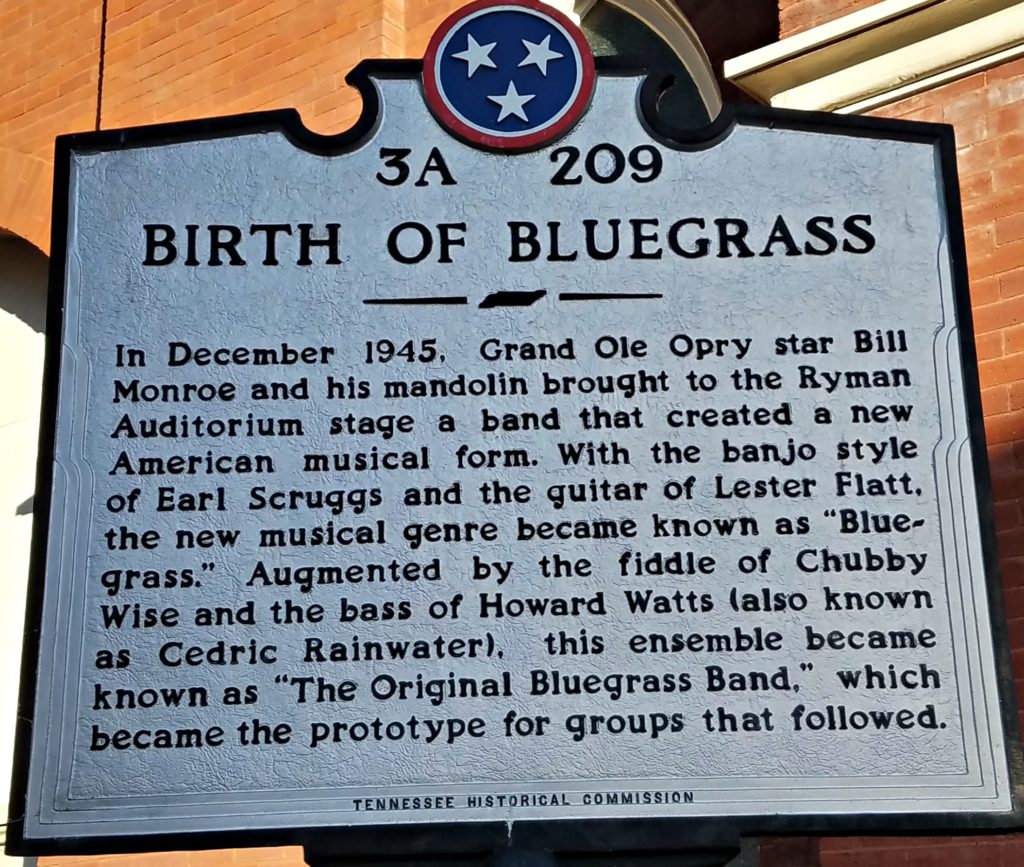 3A 209
BIRTH OF BLUEGRASS
In December 1945, Grand Ole Opry star Bill
Monroe and his mandolin brought to the Ryman
Auditorium stage a band that created a new
American musical form. With the banjo style
of Earl Scruggs and the guitar of Lester Flatt,
the new musical genre became known as "Blue-
grass." Augmented by the fiddle of Chubby
Wise and the bass of Howard Watts (also known
as Cedric Rainwater), this ensemble became
known as "The Original Bluegrass Band," which
became the prototype for groups that followed.
TENNESSEE HISTORICAL COMMISSION